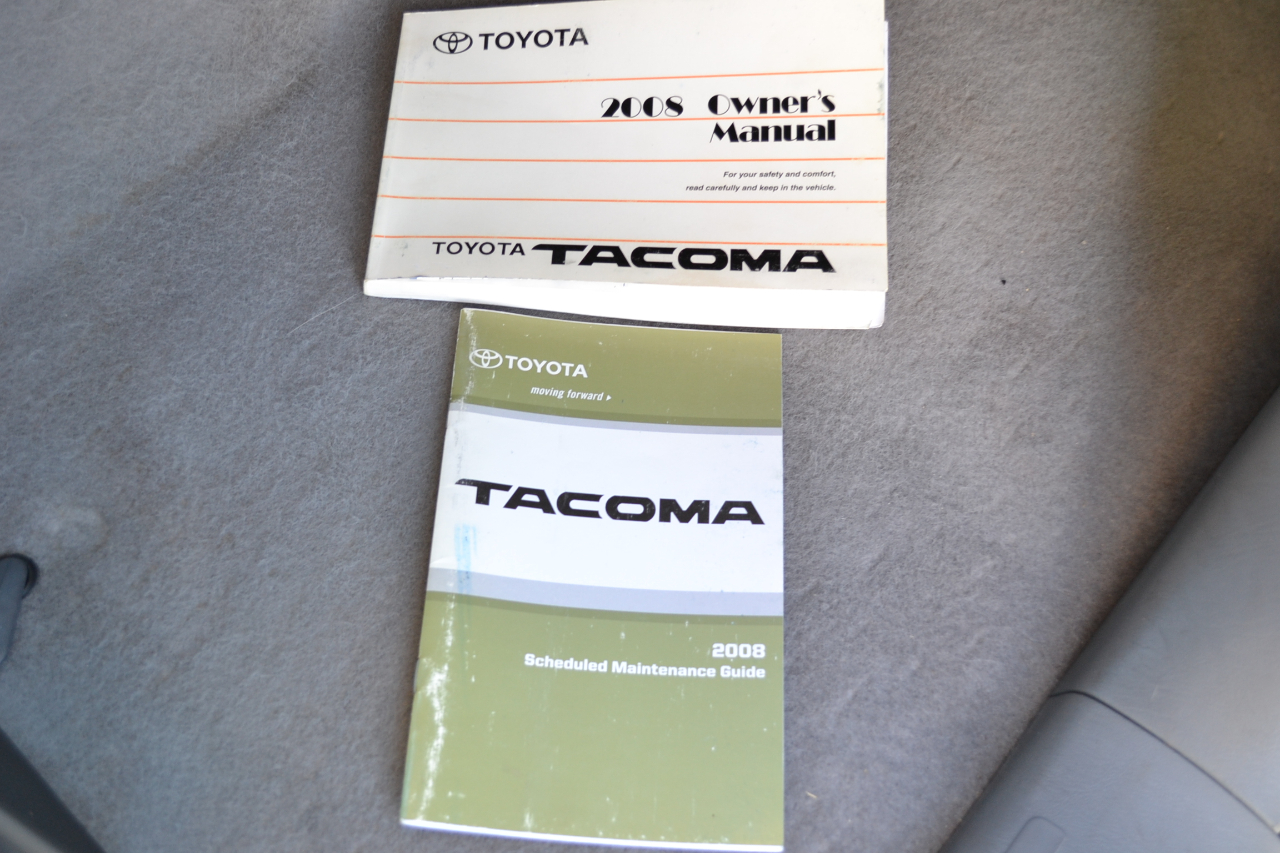 TOYOTA
2008 Owner's
Manual
For your safety and comfort,
read carefully and keep in the vehicle.
TOYOTA TACOMA
TOYOTA
moving forward
TACOMA
2008
Scheduled Maintenance Guide